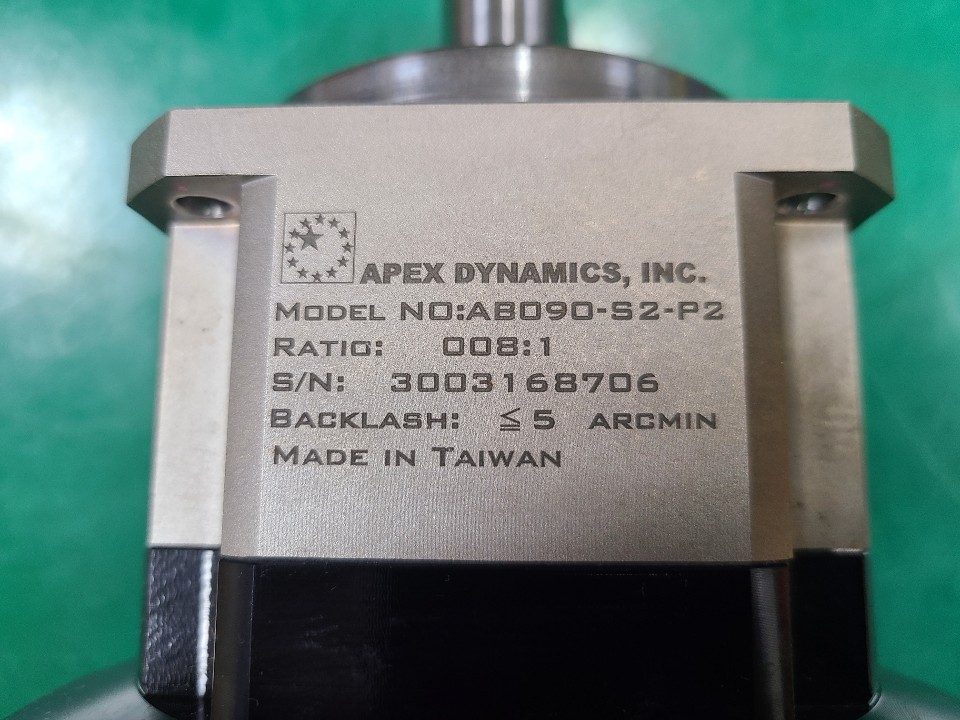 APEX DYNAMICS, INC.
MODEL NO:AB090-S2-P2
RATIO: 008:1
S/N: 3003168706
BACKLASH: ≦5 ARCMIN
MADE IN TAIWAN